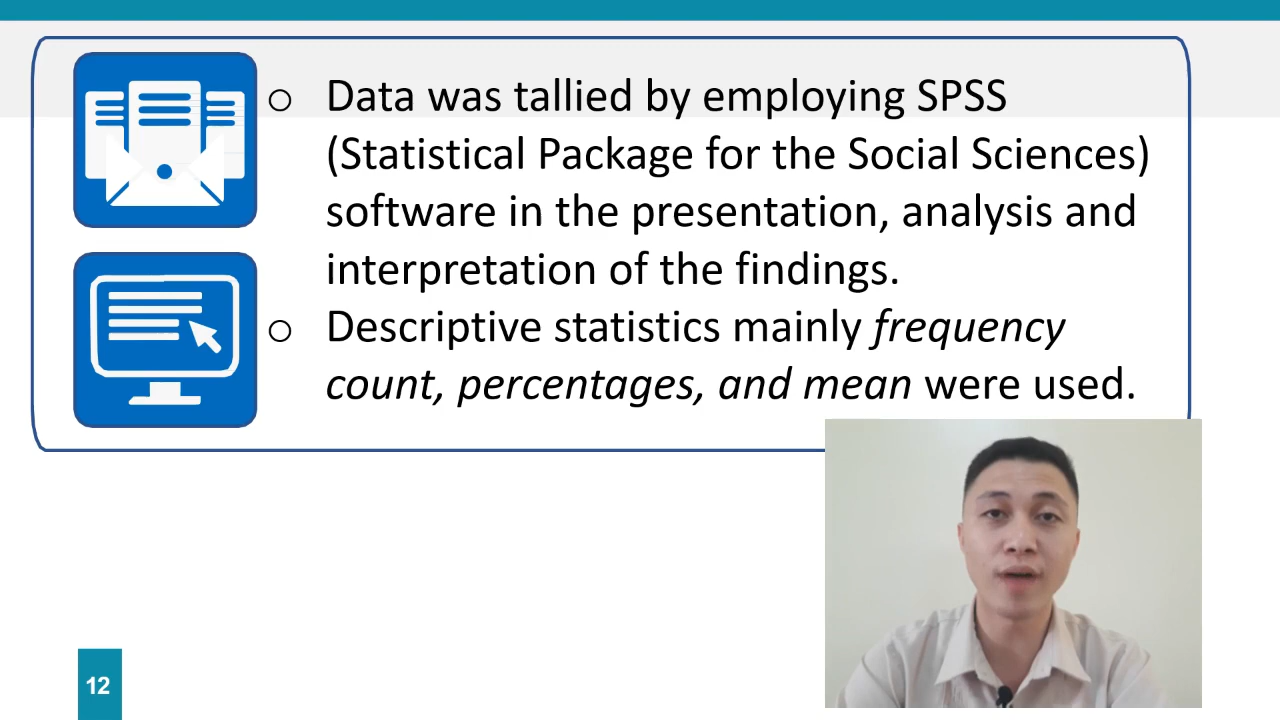 ○ Data was tallied by employing SPSS
(Statistical Package for the Social Sciences)
software in the presentation, analysis and
interpretation of the findings.
○ Descriptive statistics mainly frequency
count, percentages, and mean were used.
12